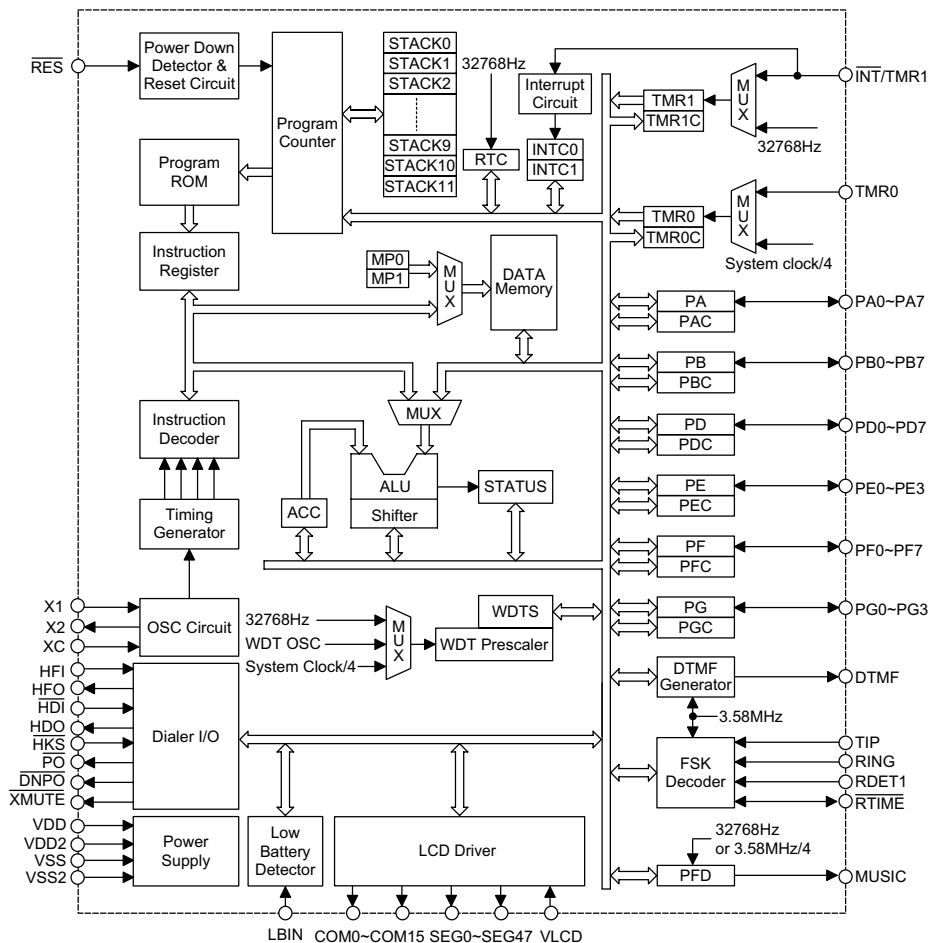 RES
Power Down
Detector &
Reset Circuit
Program
Counter
STACK0
STACK1
STACK2
STACK9
STACK10
STACK11
32768Hz
RTC
Interrupt
Circuit
INTC0
INTC1
TMR1
TMR1C
MUX
32768Hz
INT/TMR1
Program
ROM
TMR0
TMR0C
MUX
System clock/4
TMR0
Instruction
Register
MP0
MP1
MUX
DATA
Memory
PA
PAC
PA0~PA7
PB
PBC
PB0~PB7
MUX
Instruction
Decoder
PD
PDC
PD0~PD7
ALU
Shifter
STATUS
ACC
Timing
Generator
PE
PEC
PE0~PE3
PF
PFC
PF0~PF7
X1
X2
XC
OSC Circuit
32768Hz
WDT OSC
System Clock/4
MUX
WDTS
WDT Prescaler
PG
PGC
PG0~PG3
HFI
HFO
HDI
HDO
HKS
PO
DNPO
XMUTE
Dialer I/O
DTMF
Generator
DTMF
3.58MHz
FSK
Decoder
TIP
RING
RDET1
RTIME
VDD
VDD2
VSS
VSS2
Power
Supply
Low
Battery
Detector
LCD Driver
32768Hz
or 3.58MHz/4
PFD
MUSIC
LBIN
COM0~COM15
SEG0~SEG47
VLCD